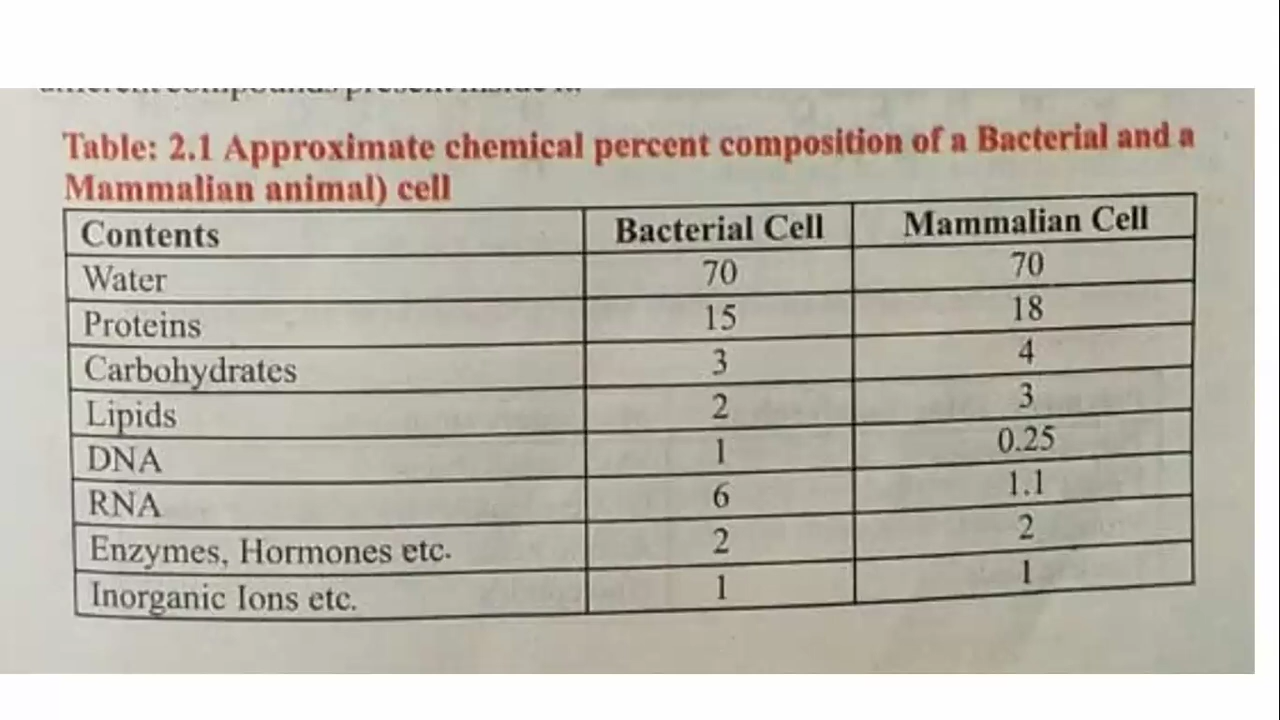 Table: 2.1 Approximate chemical percent composition of a Bacterial and a
Mammalian animal) cell
Contents Bacterial Cell Mammalian Cell
Water 70 70
Proteins 15 18
Carbohydrates 3 4
Lipids 2 3
DNA 1 0.25
RNA 6 1.1
Enzymes, Hormones etc. 2 2
Inorganic Ions etc. 1 1